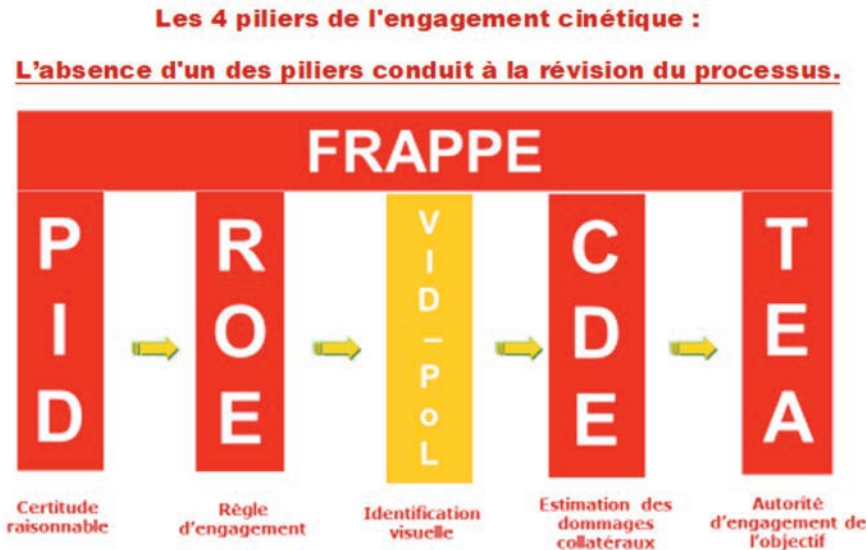 Les 4 piliers de l'engagement cinétique :
L’absence d'un des piliers conduit à la révision du processus.
FRAPPE
PID
ROE
VID-PoL
CDE
TEA
Certitude
raisonnable
Règle
d'engagement
Identification
visuelle
Estimation des
dommages
collatéraux
Autorité
d'engagement de
l'objectif